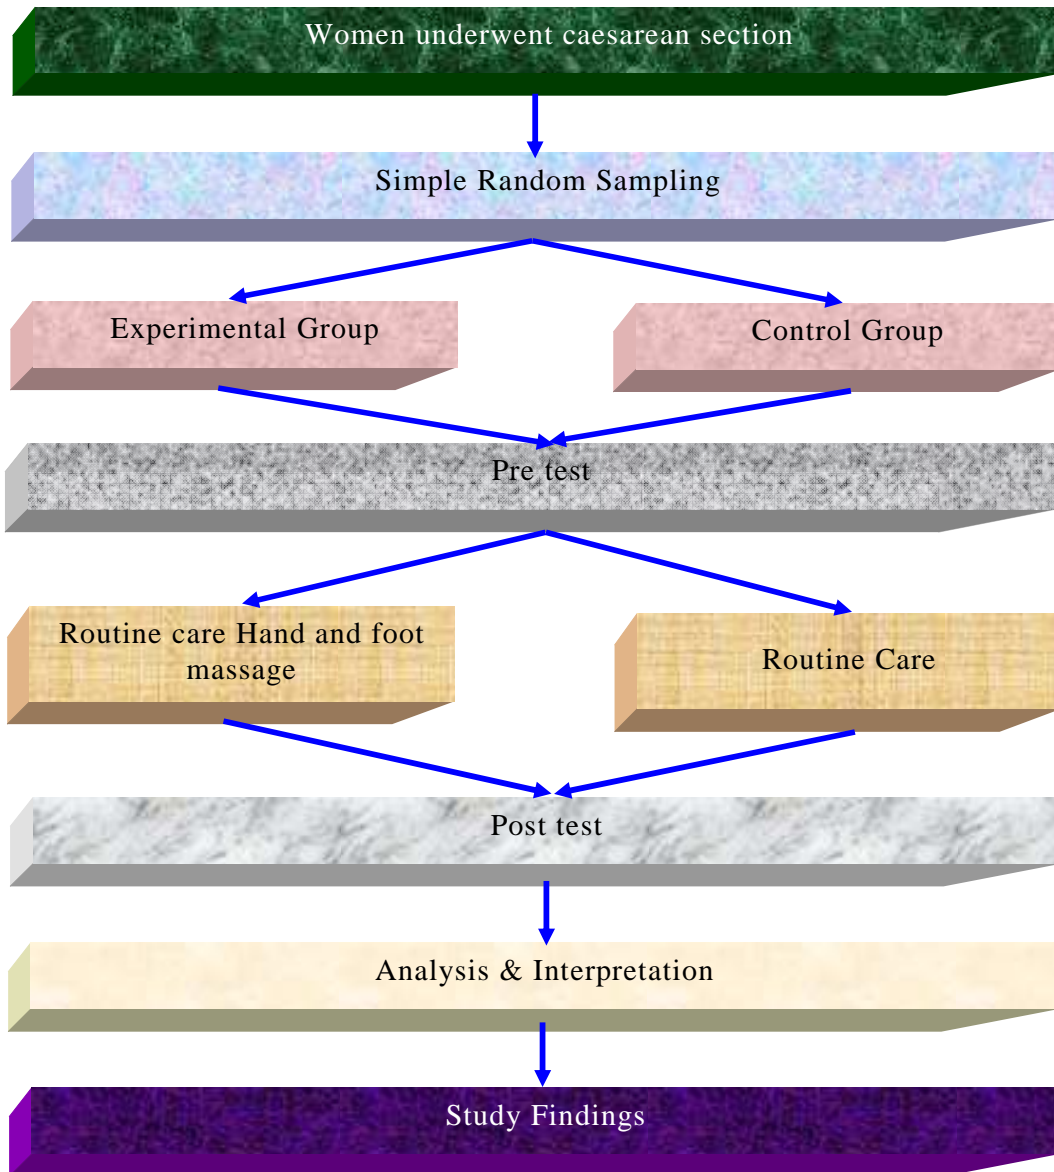 Women underwent caesarean section
Simple Random Sampling
Experimental Group
Control Group
Pre test
Routine care Hand and foot
massage
Routine Care
Post test
Analysis & Interpretation
Study Findings